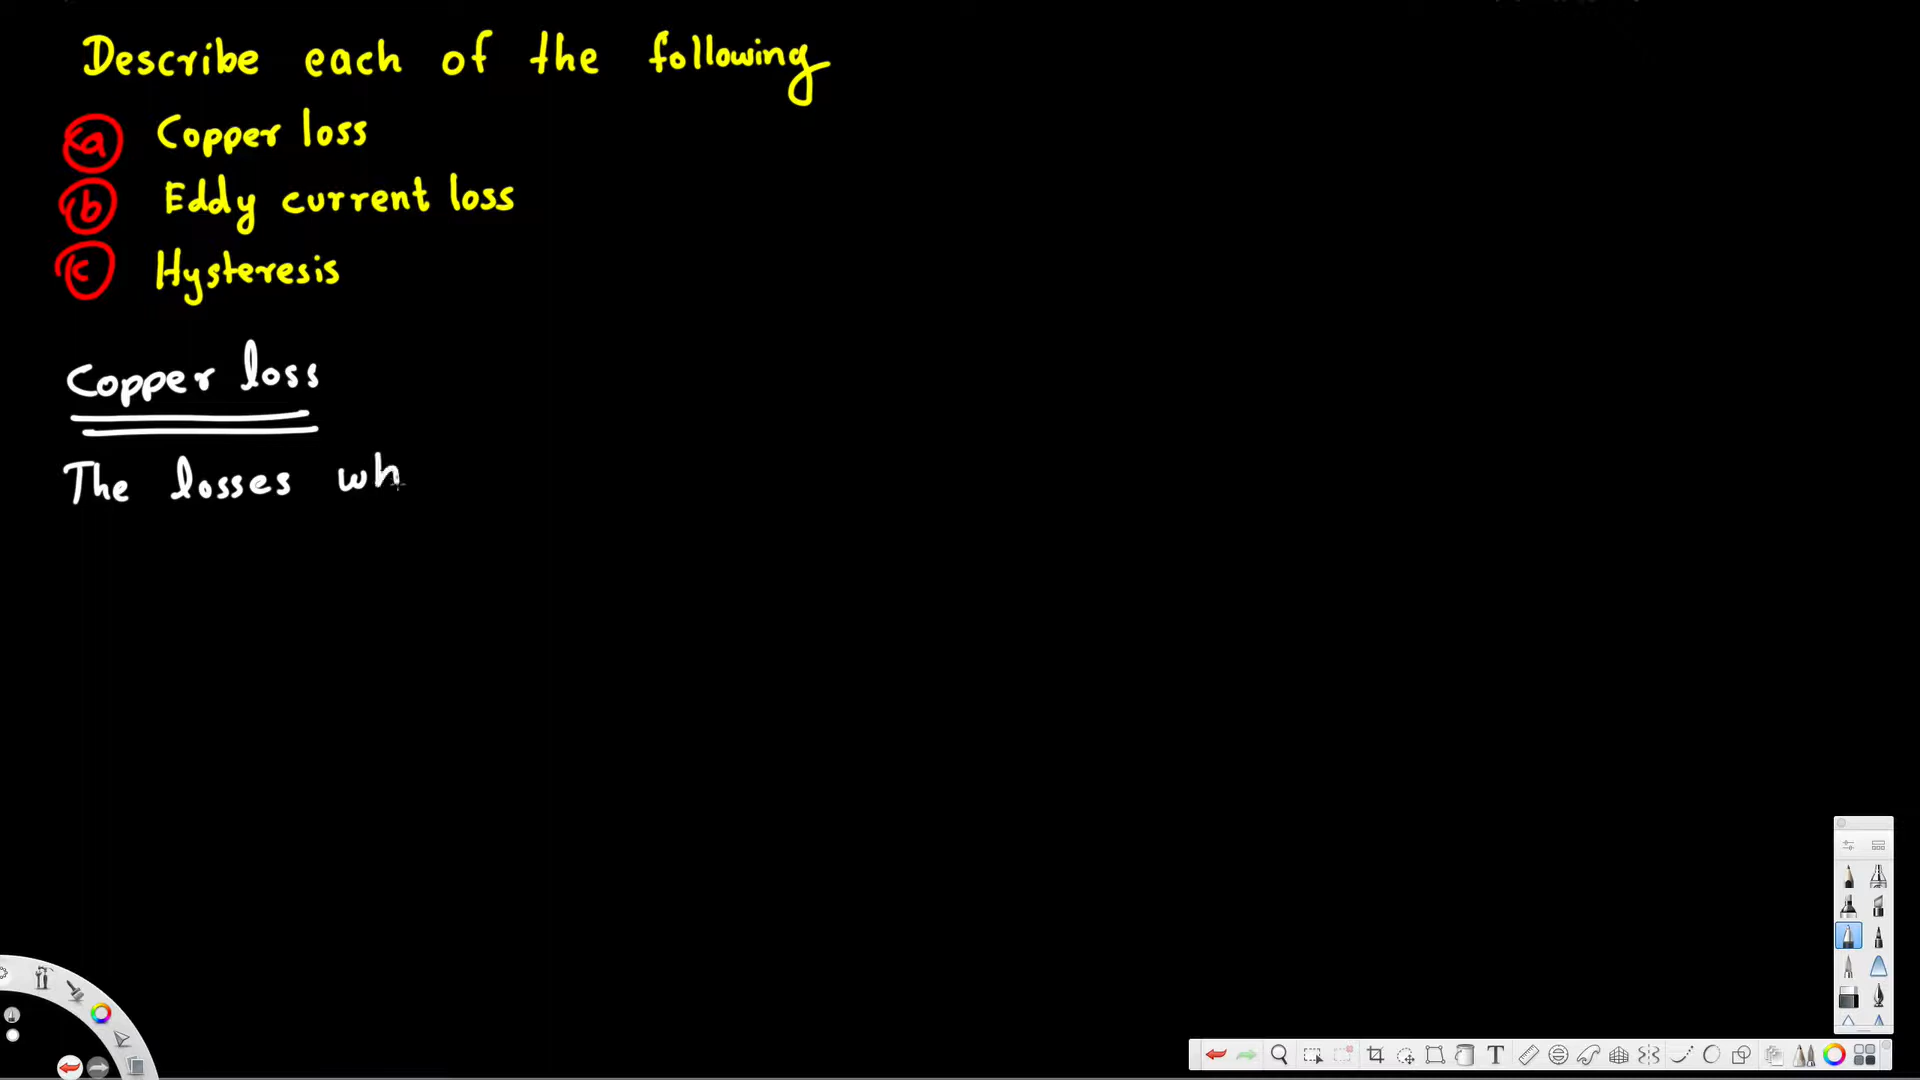 Describe each of the following
a Copper loss
b Eddy current loss
c Hysteresis
Copper loss
The losses wh
T